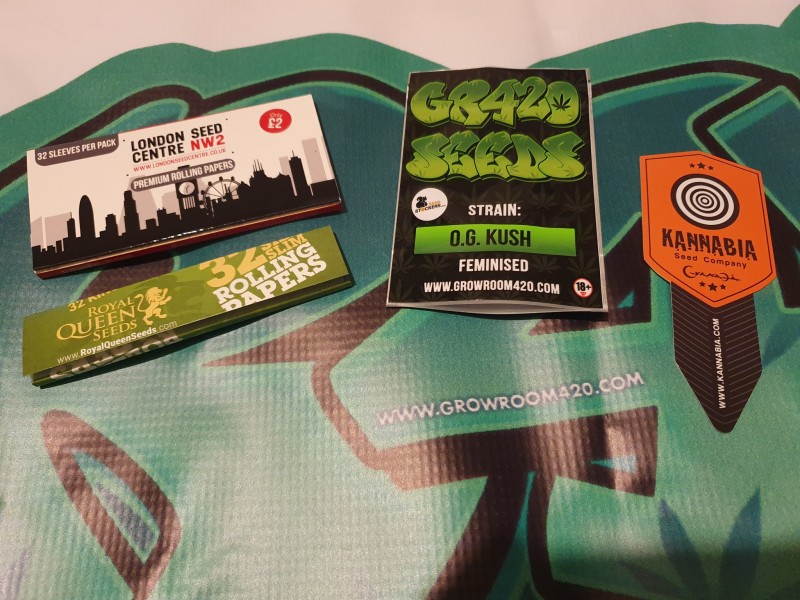 32 SLEEVES PER PACK
LONDON SEED
CENTRE NW2
WWW.LONDONSEEDCENTRE.CO.UK
PREMIUM ROLLING PAPERS
Only
£2
ROYAL
QUEEN
SEEDS
www.RoyalQueenSeeds.com
32
SLIM
ROLLING
PAPERS
GR420
SEEDS
STRAIN:
O.G. KUSH
FEMINISED
WWW.GROWROOM420.COM
18+
KANNABIA
Seed Company
WWW.KANNABIA.COM
WWW.GROWROOM420.COM